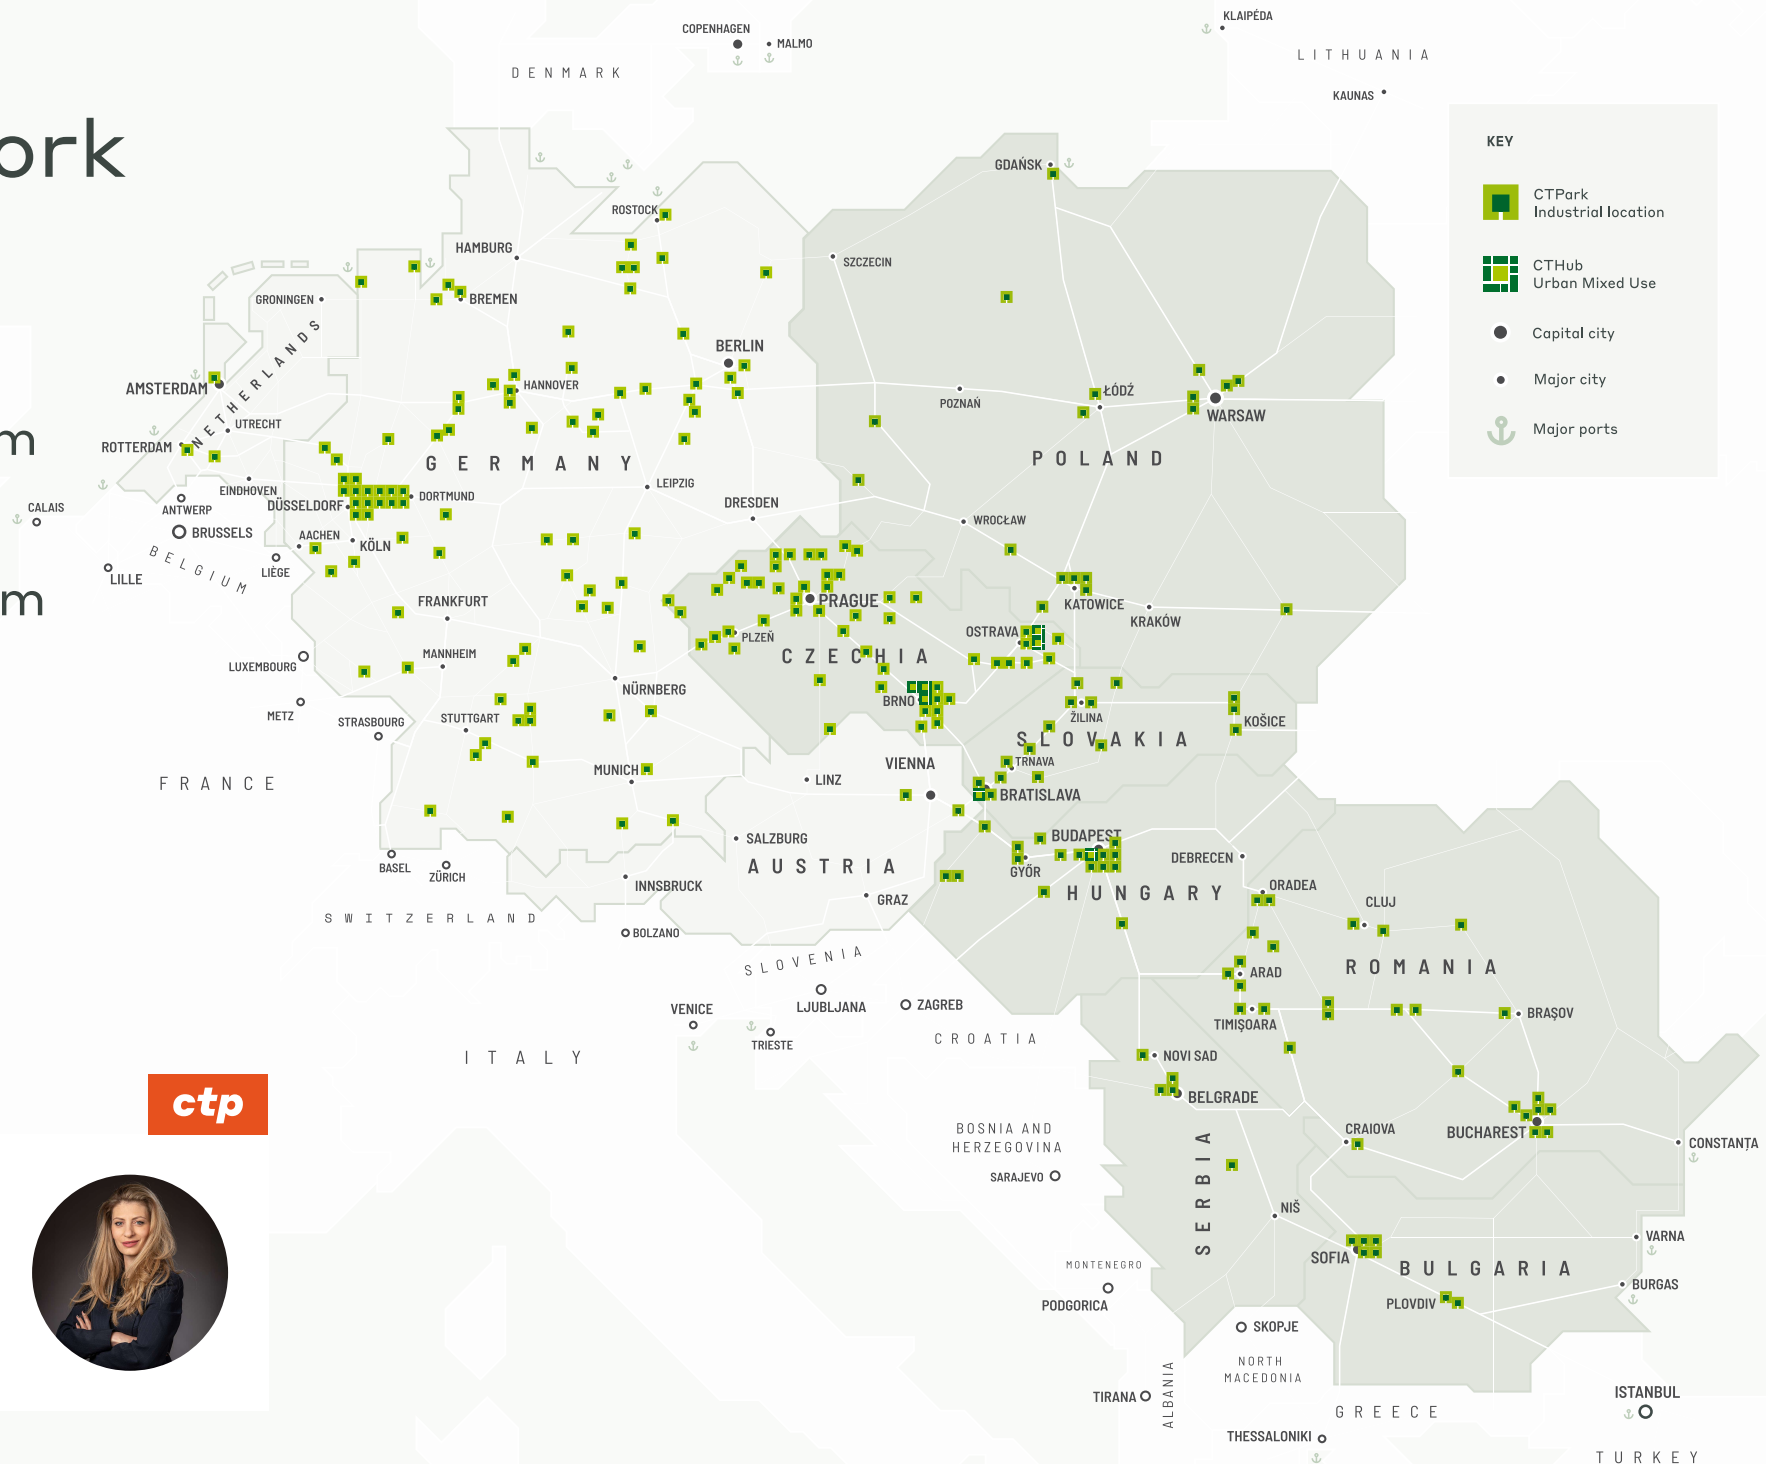 ork
m
m
ctp
KEY
CTPark
Industrial location
CTHub
Urban Mixed Use
Capital city
Major city
Major ports
KLAIPÉDA
COPENHAGEN
MALMO
LITHUANIA
DENMARK
KAUNAS
GDAŃSK
ROSTOCK
HAMBURG
SZCZECIN
GRONINGEN
BREMEN
NETHERLANDS
BERLIN
AMSTERDAM
HANNOVER
POZNAŃ
ŁÓDŹ
WARSAW
UTRECHT
ROTTERDAM
GERMANY
POLAND
EINDHOVEN
LEIPZIG
DORTMUND
DÜSSELDORF
ANTWERP
CALAIS
DRESDEN
WROCŁAW
BRUSSELS
AACHEN
KÖLN
BELGIUM
LIÈGE
LILLE
FRANKFURT
PRAGUE
KATOWICE
KRAKÓW
OSTRAVA
PLZEŇ
CZECHIA
MANNHEIM
LUXEMBOURG
NÜRNBERG
BRNO
METZ
STRASBOURG
STUTTGART
ŽILINA
KOŠICE
SLOVAKIA
TRNAVA
VIENNA
MUNICH
LINZ
FRANCE
BRATISLAVA
SALZBURG
BUDAPEST
DEBRECEN
BASEL
ZÜRICH
AUSTRIA
GYŐR
HUNGARY
INNSBRUCK
ORADEA
GRAZ
CLUJ
SWITZERLAND
BOLZANO
SLOVENIA
ROMANIA
ARAD
LJUBLJANA
ZAGREB
VENICE
TIMIȘOARA
BRAȘOV
TRIESTE
CROATIA
ITALY
NOVI SAD
BELGRADE
BOSNIA AND
HERZEGOVINA
CRAIOVA
BUCHAREST
CONSTANȚA
SARAJEVO
SERBIA
NIŠ
VARNA
SOFIA
BULGARIA
MONTENEGRO
BURGAS
PODGORICA
PLOVDIV
SKOPJE
NORTH
MACEDONIA
TIRANA
ALBANIA
ISTANBUL
GREECE
THESSALONIKI
TURKEY